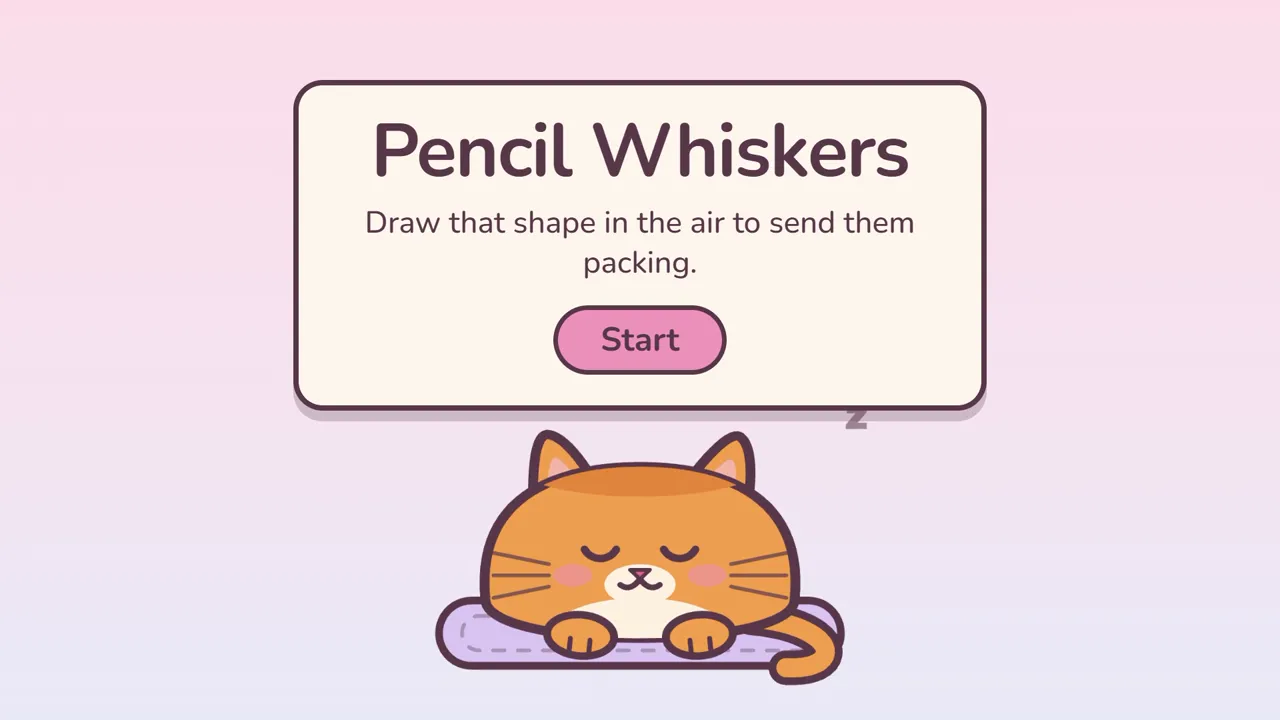 Pencil Whiskers
Draw that shape in the air to send them
packing.
Start
z